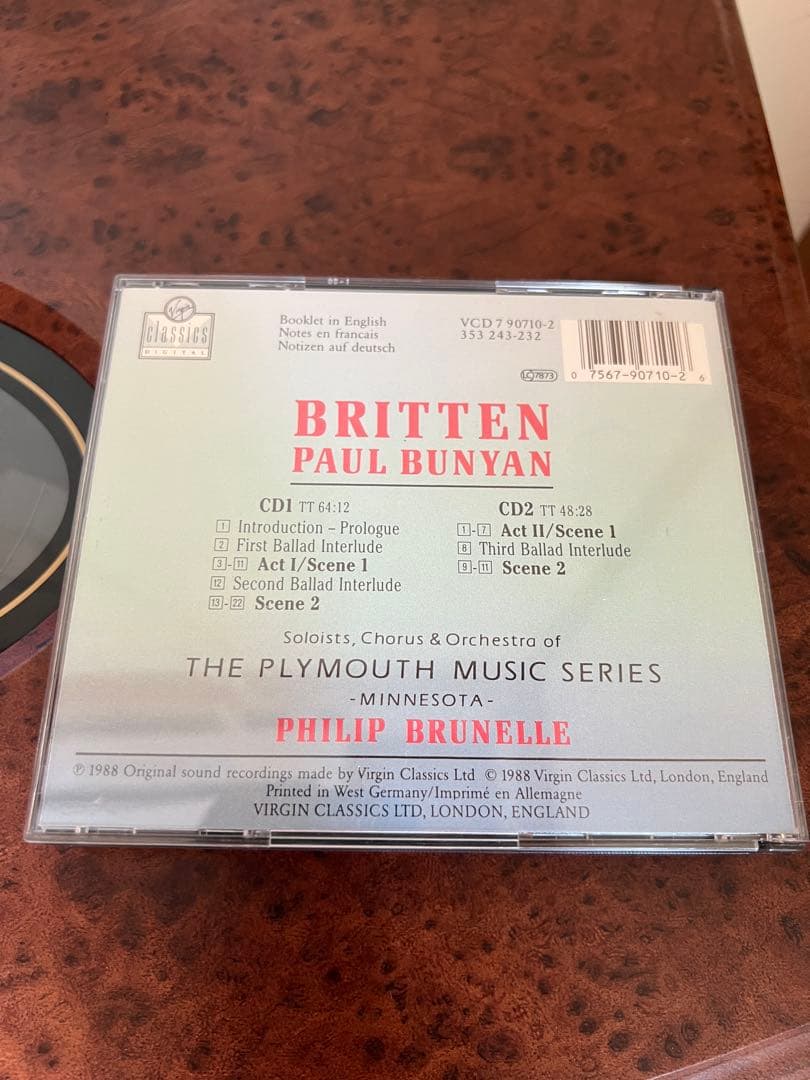 Virgin
classics
DIGITAL
Booklet in English
Notes en francais
Notizen auf deutsch
VCD 7 90710-2
353 243-232
LC 7873
0 7567-90710-2 6
BRITTEN
PAUL BUNYAN
CD1 TT 64:12
1 Introduction – Prologue
2 First Ballad Interlude
3-11 Act I/Scene 1
12 Second Ballad Interlude
13-22 Scene 2
CD2 TT 48:28
1-7 Act II/Scene 1
8 Third Ballad Interlude
9-11 Scene 2
Soloists, Chorus & Orchestra of
THE PLYMOUTH MUSIC SERIES
-MINNESOTA-
PHILIP BRUNELLE
℗ 1988 Original sound recordings made by Virgin Classics Ltd © 1988 Virgin Classics Ltd, London, England
Printed in West Germany/Imprimé en Allemagne
VIRGIN CLASSICS LTD, LONDON, ENGLAND